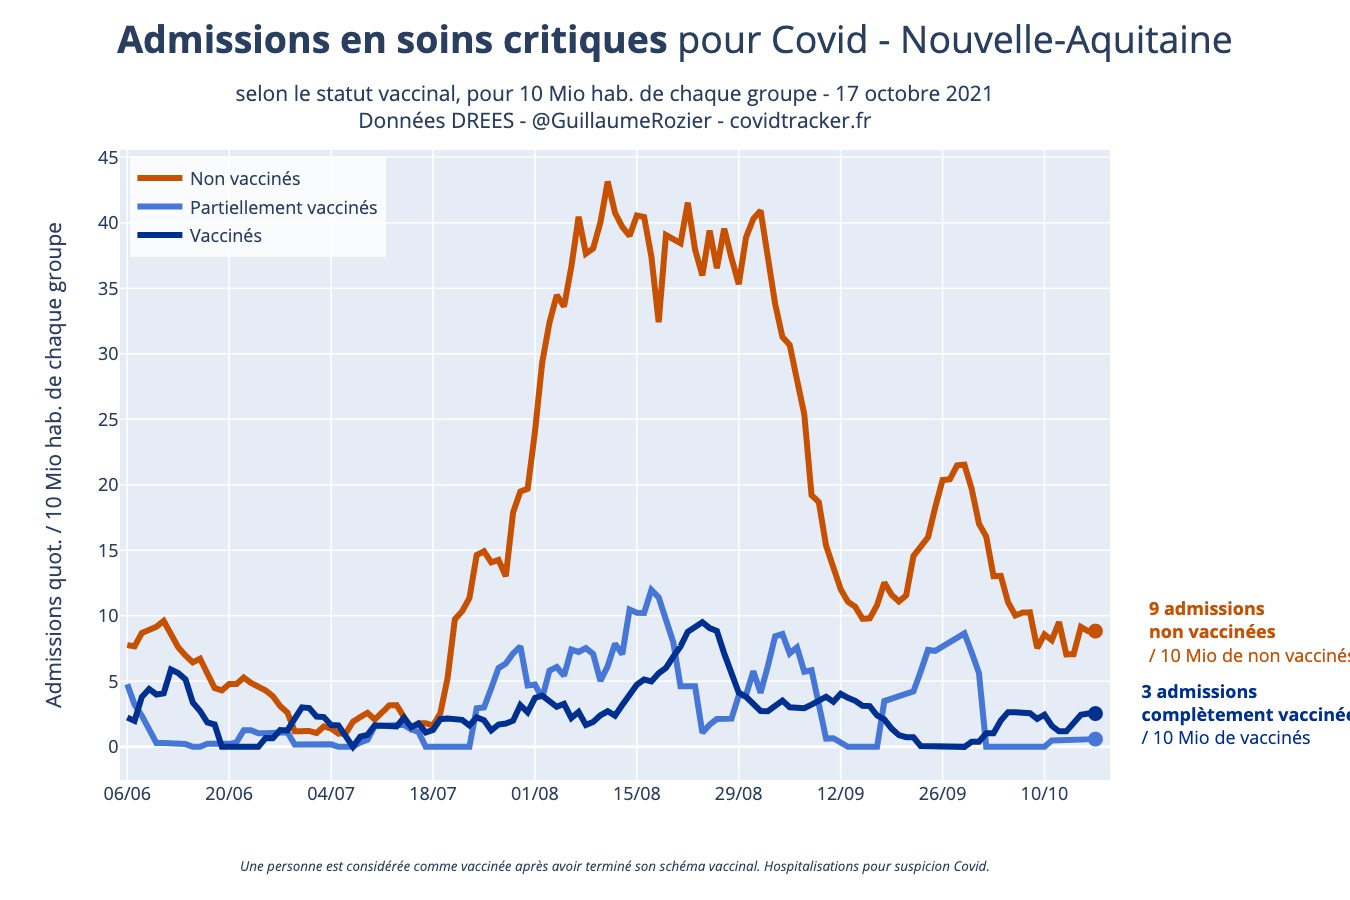 Admissions en soins critiques pour Covid - Nouvelle-Aquitaine
selon le statut vaccinal, pour 10 Mio hab. de chaque groupe - 17 octobre 2021
Données DREES - @GuillaumeRozier - covidtracker.fr
Admissions quot. / 10 Mio hab. de chaque groupe
45
40
35
30
25
20
15
10
5
0
Non vaccinés
Partiellement vaccinés
Vaccinés
06/06
20/06
04/07
18/07
01/08
15/08
29/08
12/09
26/09
10/10
9 admissions
non vaccinées
/ 10 Mio de non vaccinés
3 admissions
complètement vaccinée
/ 10 Mio de vaccinés
Une personne est considérée comme vaccinée après avoir terminé son schéma vaccinal. Hospitalisations pour suspicion Covid.